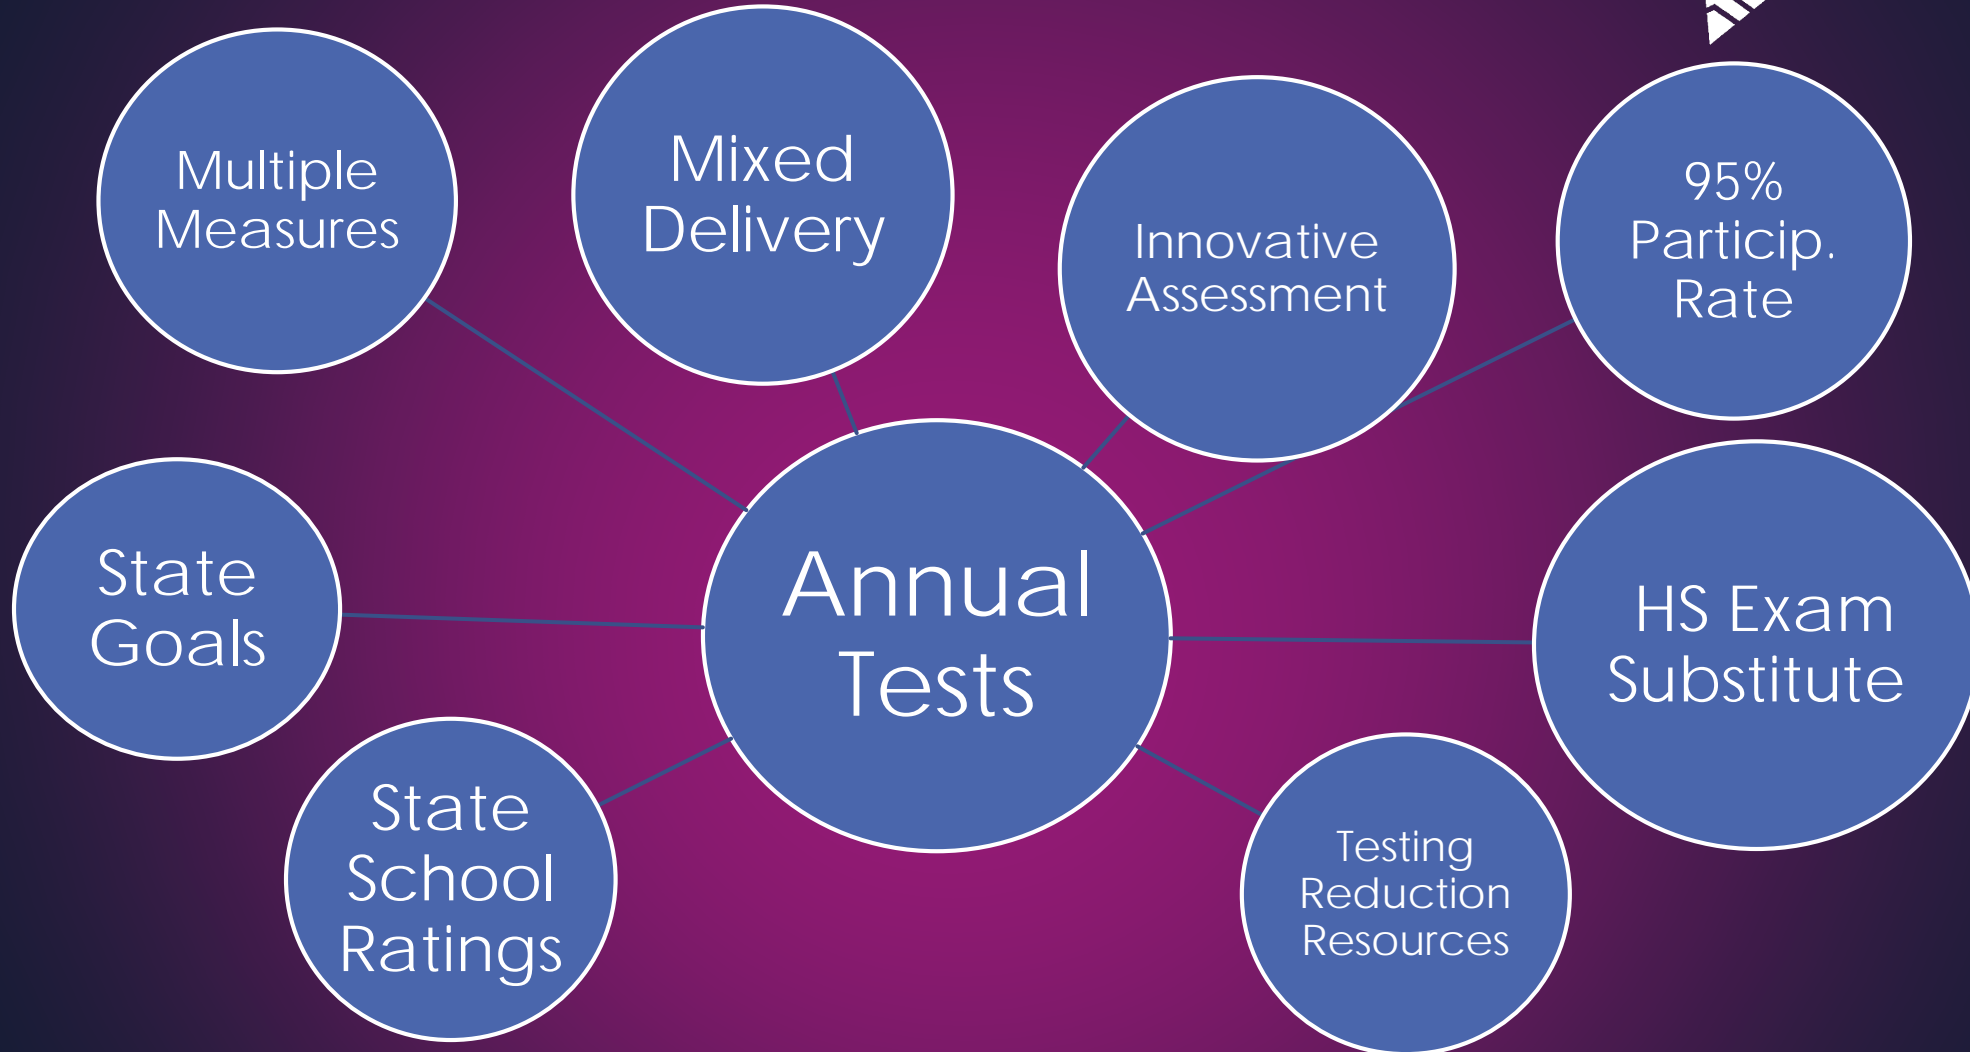 Multiple
Measures
Mixed
Delivery
Innovative
Assessment
95%
Particip.
Rate
State
Goals
Annual
Tests
HS Exam
Substitute
State
School
Ratings
Testing
Reduction
Resources